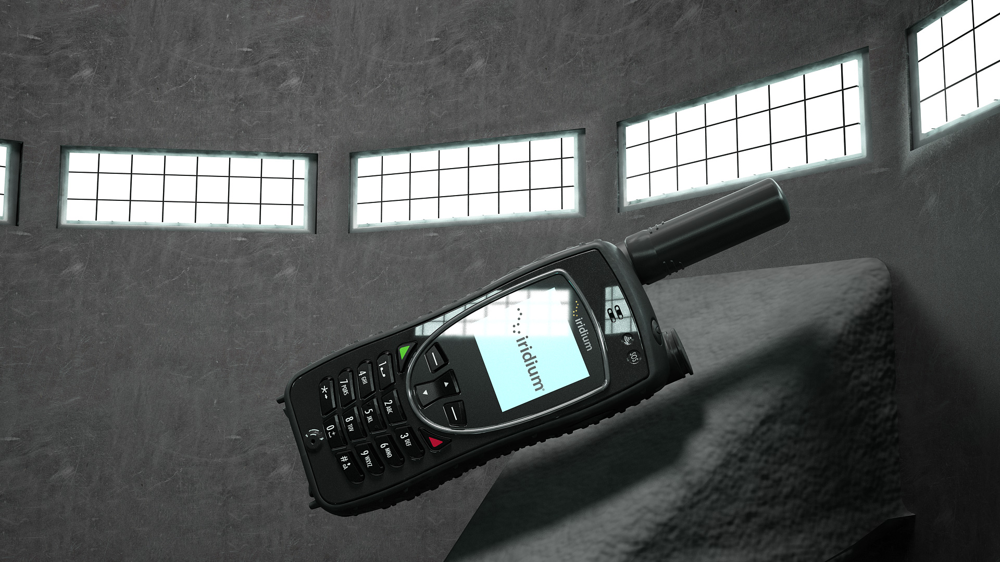 iridium
iridium®
SOS
1
2 ABC
3 DEF
4 GHI
5 JKL
6 MNO
7 PQRS
8 TUV
9 WXYZ
*
0 +
# aA